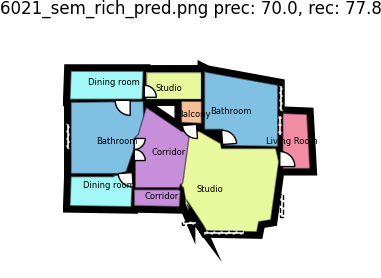 6021_sem_rich_pred.png prec: 70.0, rec: 77.8
Dining room
Studio
Balcony
Bathroom
Bathroom
Living Room
Corridor
Dining room
Studio
Corridor